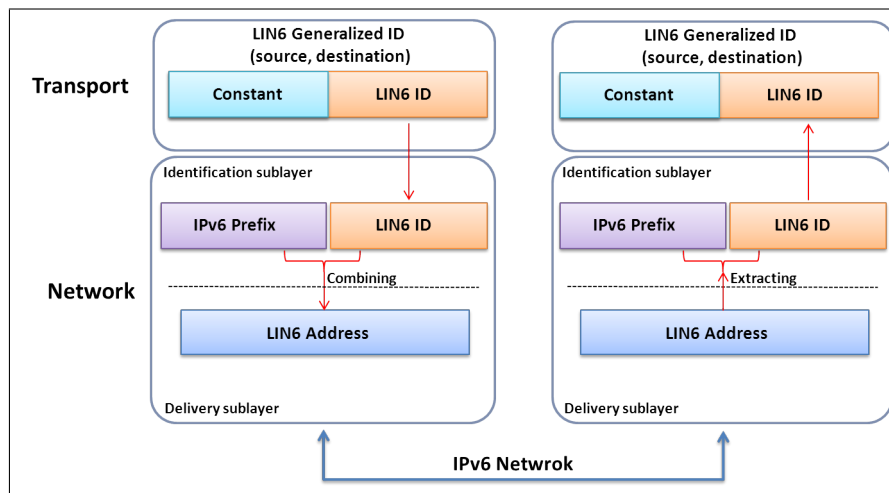 LIN6 Generalized ID
(source, destination)
LIN6 Generalized ID
(source, destination)
Transport
Constant
LIN6 ID
Constant
LIN6 ID
Identification sublayer
Identification sublayer
IPv6 Prefix
LIN6 ID
IPv6 Prefix
LIN6 ID
Network
Combining
Extracting
LIN6 Address
LIN6 Address
Delivery sublayer
Delivery sublayer
IPv6 Netwrok